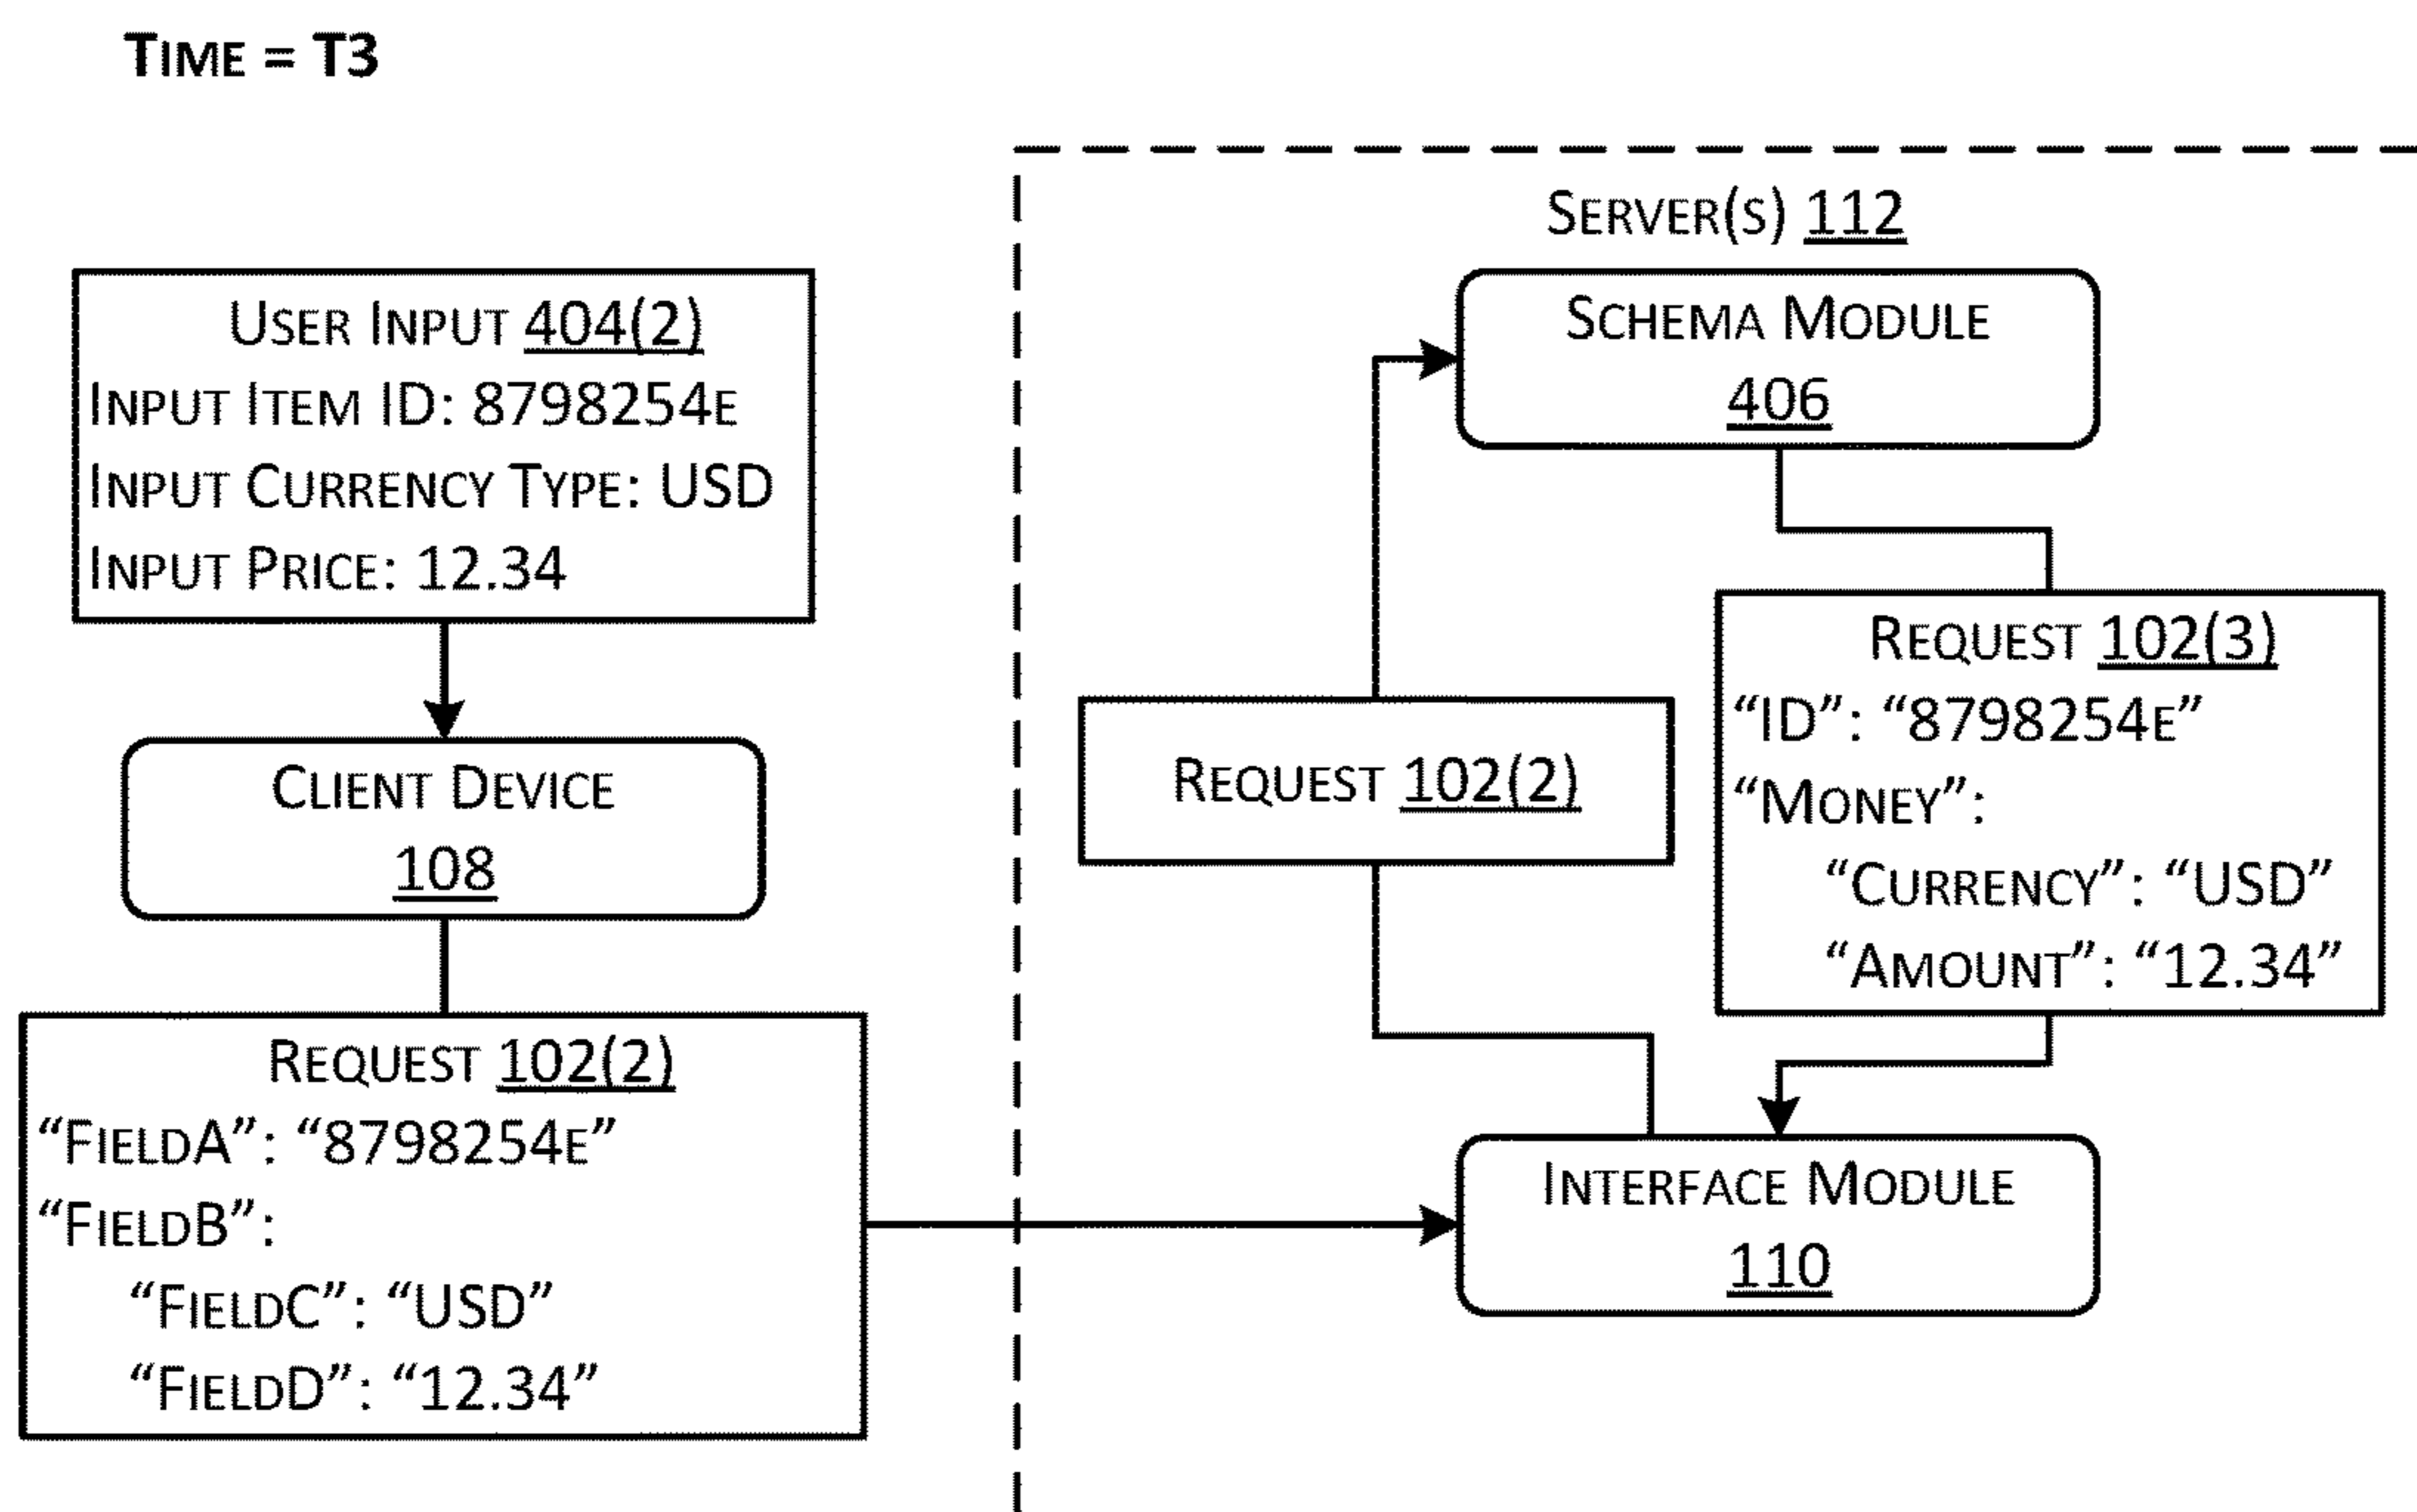 TIME = T3
USER INPUT 404(2)
INPUT ITEM ID: 8798254E
INPUT CURRENCY TYPE: USD
INPUT PRICE: 12.34
CLIENT DEVICE
108
REQUEST 102(2)
“FIELDA”: “8798254E”
“FIELDB”:
“FIELDC”: “USD”
“FIELDD”: “12.34”
SERVER(S) 112
SCHEMA MODULE
406
REQUEST 102(2)
REQUEST 102(3)
“ID”: “8798254E”
“MONEY”:
“CURRENCY”: “USD”
“AMOUNT”: “12.34”
INTERFACE MODULE
110